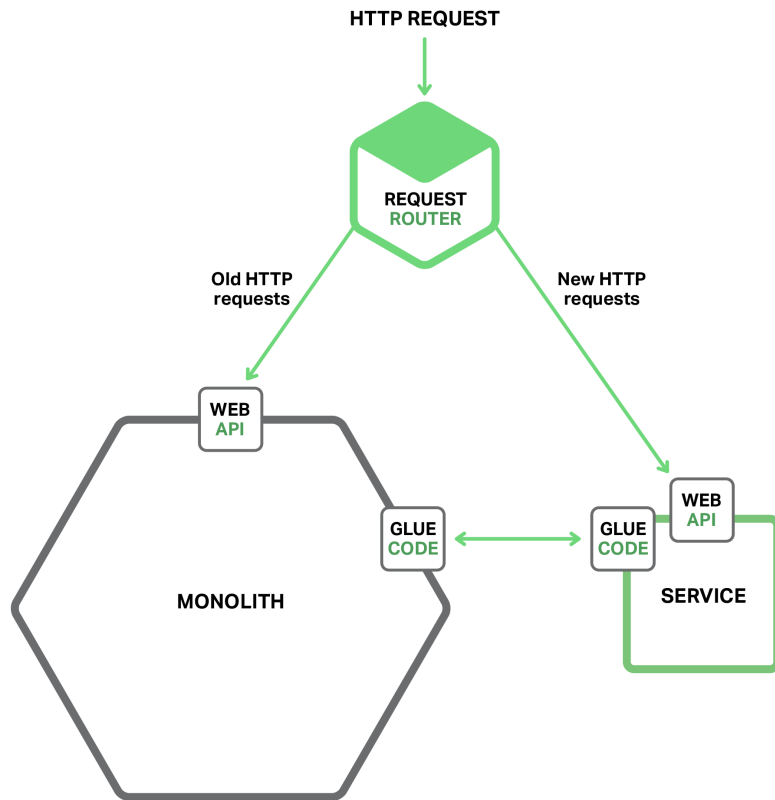 HTTP REQUEST
REQUEST
ROUTER
Old HTTP
requests
New HTTP
requests
WEB
API
WEB
API
GLUE
CODE
GLUE
CODE
MONOLITH
SERVICE